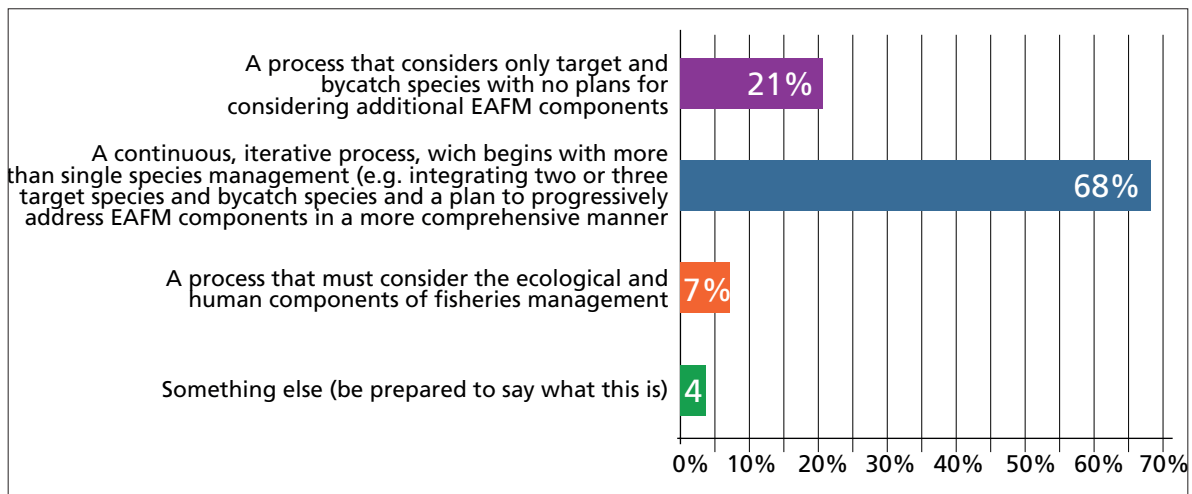 A process that considers only target and
bycatch species with no plans for
considering additional EAFM components
21%
A continuous, iterative process, wich begins with more
than single species management (e.g. integrating two or three
target species and bycatch species and a plan to progressively
address EAFM components in a more comprehensive manner
68%
A process that must consider the ecological and
human components of fisheries management
7%
Something else (be prepared to say what this is)
4
0% 10% 20% 30% 40% 50% 60% 70%